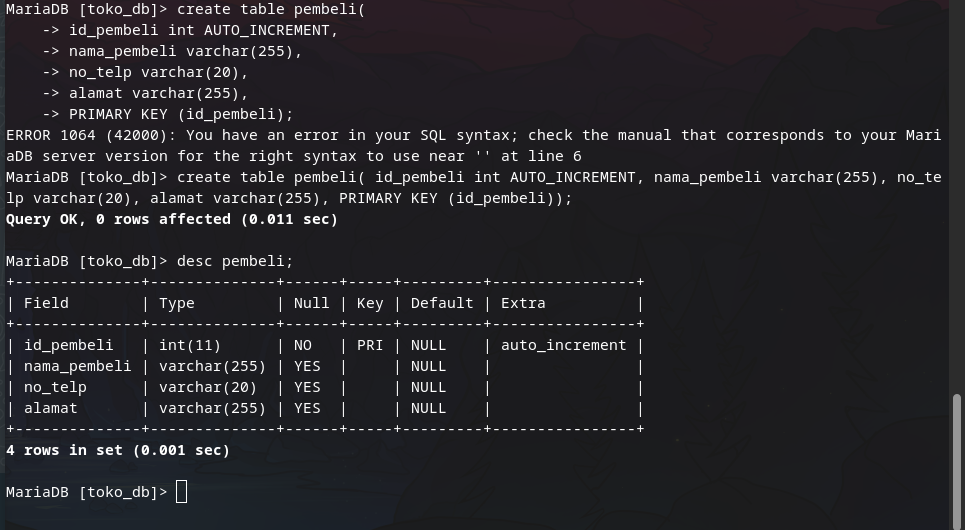 MariaDB [toko_db]> create table pembeli(
    -> id_pembeli int AUTO_INCREMENT,
    -> nama_pembeli varchar(255),
    -> no_telp varchar(20),
    -> alamat varchar(255),
    -> PRIMARY KEY (id_pembeli);
ERROR 1064 (42000): You have an error in your SQL syntax; check the manual that corresponds to your Mari
aDB server version for the right syntax to use near '' at line 6
MariaDB [toko_db]> create table pembeli( id_pembeli int AUTO_INCREMENT, nama_pembeli varchar(255), no_te
lp varchar(20), alamat varchar(255), PRIMARY KEY (id_pembeli));
Query OK, 0 rows affected (0.011 sec)

MariaDB [toko_db]> desc pembeli;
+--------------+--------------+------+-----+---------+----------------+
| Field        | Type         | Null | Key | Default | Extra          |
+--------------+--------------+------+-----+---------+----------------+
| id_pembeli   | int(11)      | NO   | PRI | NULL    | auto_increment |
| nama_pembeli | varchar(255) | YES  |     | NULL    |                |
| no_telp      | varchar(20)  | YES  |     | NULL    |                |
| alamat       | varchar(255) | YES  |     | NULL    |                |
+--------------+--------------+------+-----+---------+----------------+
4 rows in set (0.001 sec)

MariaDB [toko_db]>